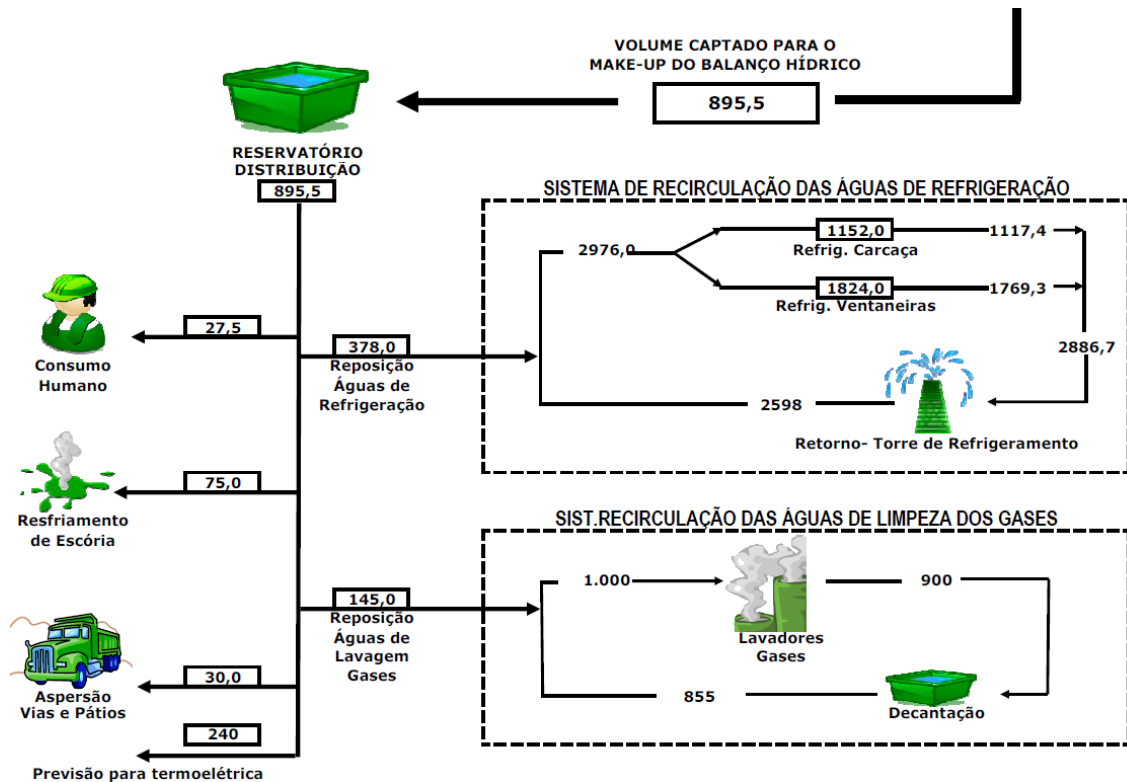 VOLUME CAPTADO PARA O
MAKE-UP DO BALANÇO HÍDRICO
895,5
RESERVATÓRIO
DISTRIBUIÇÃO
895,5
SISTEMA DE RECIRCULAÇÃO DAS ÁGUAS DE REFRIGERAÇÃO
2976,0
1152,0
1117,4
Refrig. Carcaça
1824,0
1769,3
Refrig. Ventaneiras
2886,7
2598
Retorno- Torre de Refrigeramento
27,5
Consumo
Humano
378,0
Reposição
Águas de
Refrigeração
75,0
Resfriamento
de Escória
SIST.RECIRCULAÇÃO DAS ÁGUAS DE LIMPEZA DOS GASES
1.000
900
Lavadores
Gases
855
Decantação
145,0
Reposição
Águas de
Lavagem
Gases
30,0
Aspersão
Vias e Pátios
240
Previsão para termoelétrica